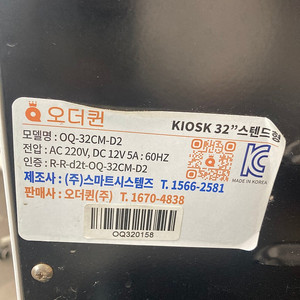 오더퀸
KIOSK 32”스텐드
모델명 : OQ-32CM-D2
전압 : AC 220V, DC 12V 5A : 60HZ
인증 : R-R-d2t-OQ-32CM-D2
제조사 : (주)스마트시스템즈 T. 1566-2581
판매사 : 오더퀸(주) T. 1670-4838
MADE IN KOREA
OQ320158